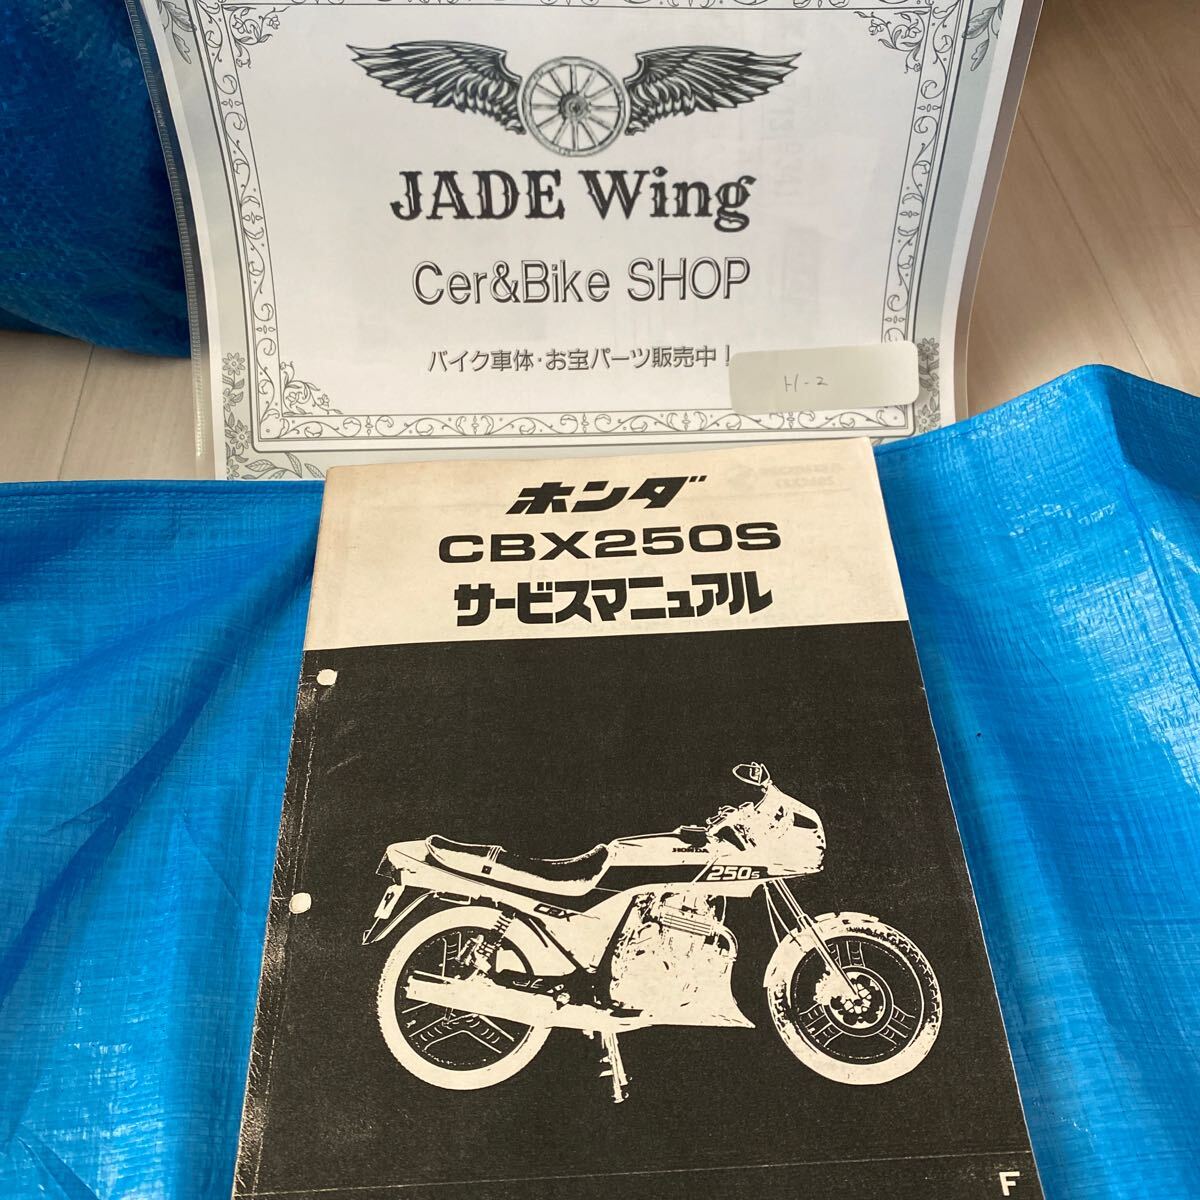 JADE Wing
Cer&Bike SHOP
バイク車体・お宝パーツ販売中！
H-2
ホンダ
CBX250S
サービスマニュアル
HONDA
250s
CBX
F